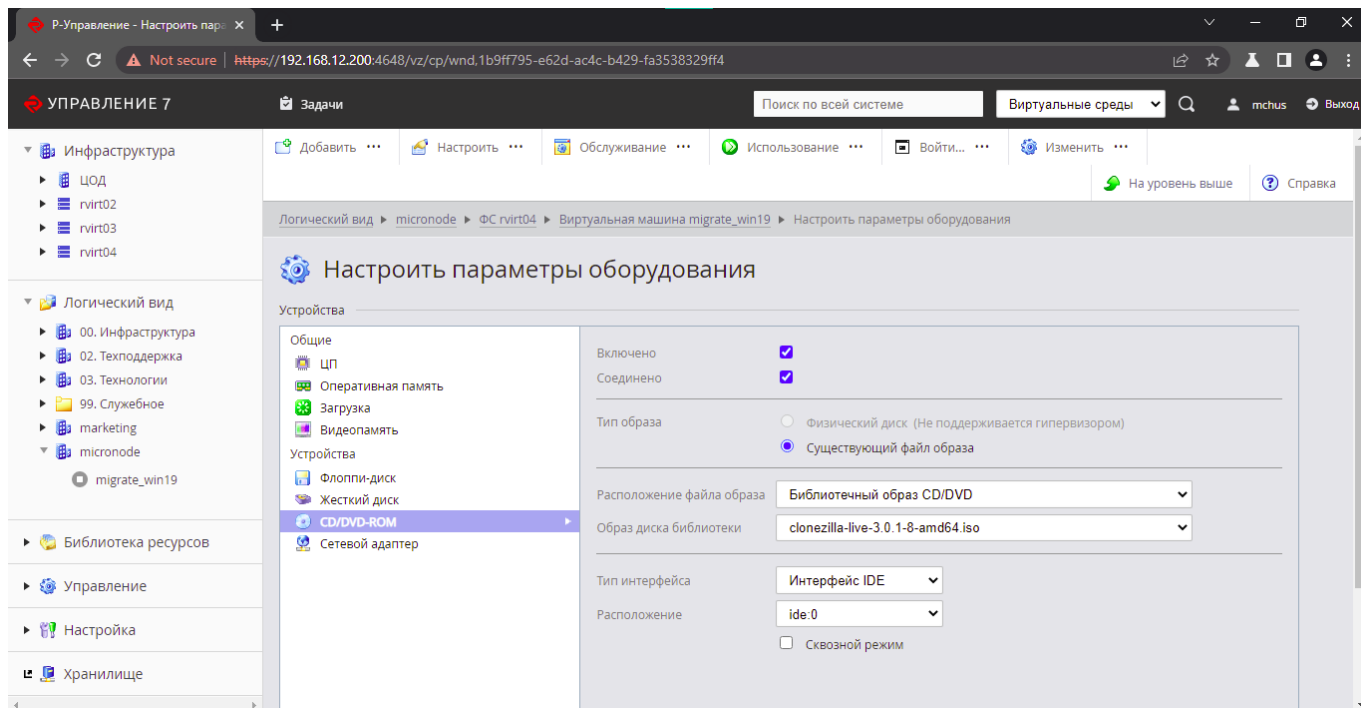 Р-Управление - Настроить пара
Not secure | https://192.168.12.200:4648/vz/cp/wnd,1b9ff795-e62d-ac4c-b429-fa3538329ff4
УПРАВЛЕНИЕ 7
Задачи
Поиск по всей системе
Виртуальные среды
mchus
Выход
Инфраструктура
ЦОД
rvirt02
rvirt03
rvirt04
Логический вид
00. Инфраструктура
02. Техподдержка
03. Технологии
99. Служебное
marketing
micronode
migrate_win19
Библиотека ресурсов
Управление
Настройка
Хранилище
Добавить ••• Настроить ••• Обслуживание ••• Использование ••• Войти... ••• Изменить •••
На уровень выше Справка
Логический вид micronode ФС rvirt04 Виртуальная машина migrate_win19 Настроить параметры оборудования
Настроить параметры оборудования
Устройства
Общие
ЦП
Оперативная память
Загрузка
Видеопамять
Устройства
Флоппи-диск
Жесткий диск
CD/DVD-ROM
Сетевой адаптер
Включено
Соединено
Тип образа
Физический диск (Не поддерживается гипервизором)
Существующий файл образа
Расположение файла образа Библиотечный образ CD/DVD
Образ диска библиотеки clonezilla-live-3.0.1-8-amd64.iso
Тип интерфейса Интерфейс IDE
Расположение ide:0
Сквозной режим